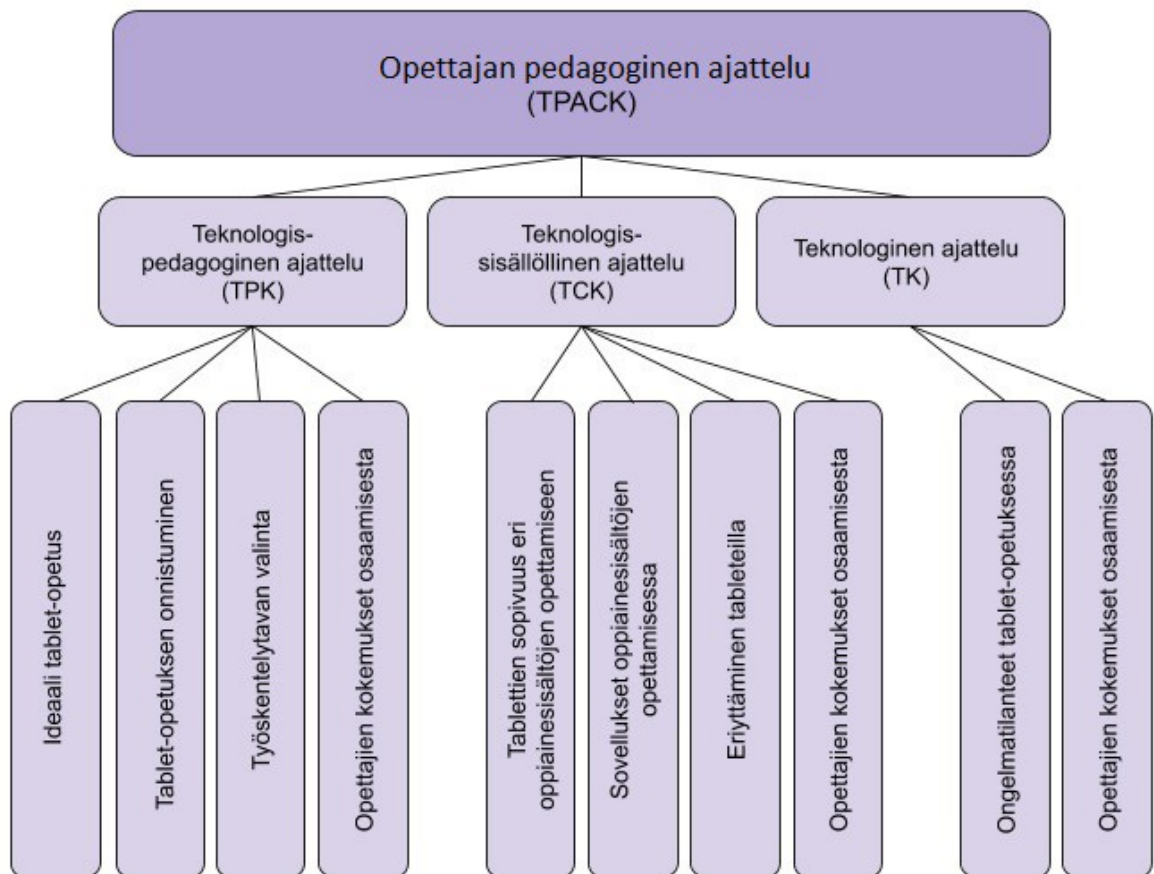 Opettajan pedagoginen ajattelu
(TPACK)
Teknologis-
pedagoginen ajattelu
(TPK)
Teknologis-
sisällöllinen ajattelu
(TCK)
Teknologinen ajattelu
(TK)
Ideaali tablet-opetus
Tablet-opetuksen onnistuminen
Työskentelytavan valinta
Opettajien kokemukset osaamisesta
Tablettien sopivuus eri
oppiainesisältöjen opettamiseen
Sovellukset oppiainesisältöjen
opettamisessa
Eriyttäminen tableteilla
Opettajien kokemukset osaamisesta
Ongelmatilanteet tablet-opetuksessa
Opettajien kokemukset osaamisesta